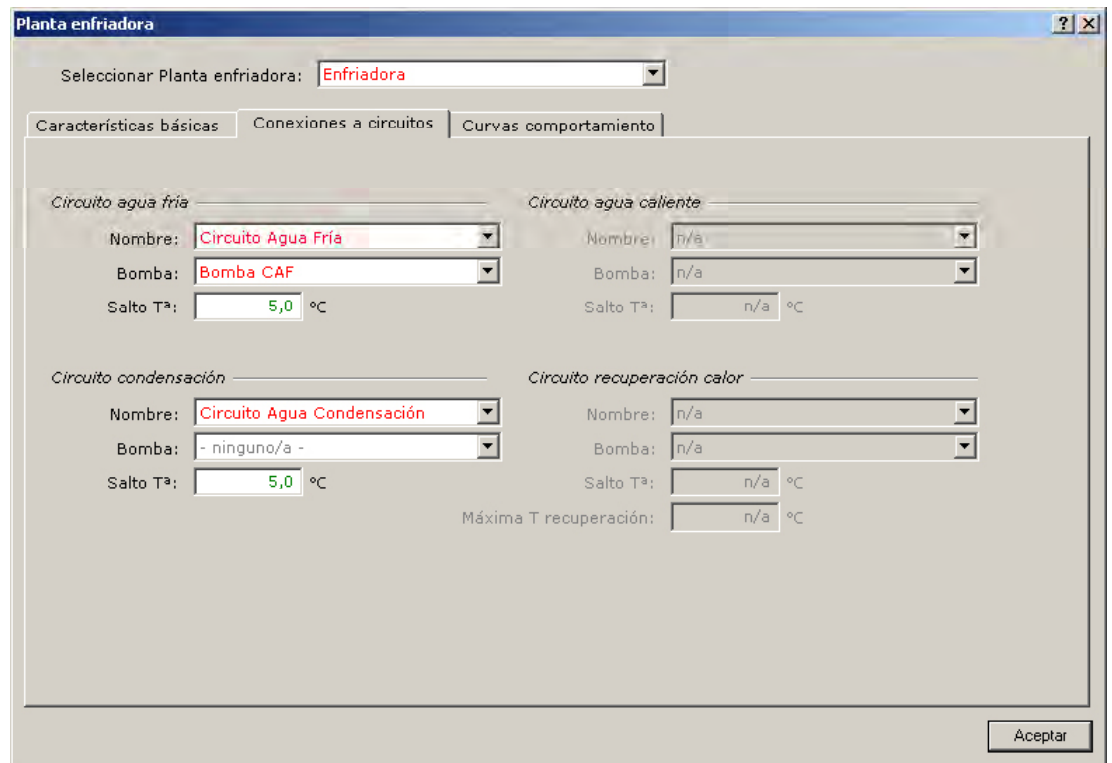 Planta enfriadora
Seleccionar Planta enfriadora: Enfriadora
Características básicas Conexiones a circuitos Curvas comportamiento
Circuito agua fría
Nombre: Circuito Agua Fría
Bomba: Bomba CAF
Salto Tª: 5,0 ºC
Circuito agua caliente
Nombre: n/a
Bomba: n/a
Salto Tª: n/a ºC
Circuito condensación
Nombre: Circuito Agua Condensación
Bomba: - ninguno/a -
Salto Tª: 5,0 ºC
Circuito recuperación calor
Nombre: n/a
Bomba: n/a
Salto Tª: n/a ºC
Máxima T recuperación: n/a ºC
Aceptar